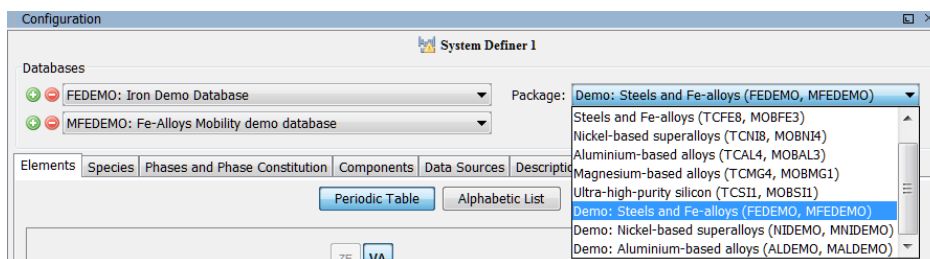 Configuration
System Definer 1
Databases
FEDEMO: Iron Demo Database
Package: Demo: Steels and Fe-alloys (FEDEMO, MFEDEMO)
MFEDEMO: Fe-Alloys Mobility demo database
Steels and Fe-alloys (TCFE8, MOBFE3)
Nickel-based superalloys (TCNI8, MOBNI4)
Aluminium-based alloys (TCAL4, MOBAL3)
Magnesium-based alloys (TCMG4, MOBMG1)
Ultra-high-purity silicon (TCSI1, MOBSI1)
Demo: Steels and Fe-alloys (FEDEMO, MFEDEMO)
Demo: Nickel-based superalloys (NIDEMO, MNIDEMO)
Demo: Aluminium-based alloys (ALDEMO, MALDEMO)
Elements Species Phases and Phase Constitution Components Data Sources Descriptio
Periodic Table Alphabetic List
ZE VA